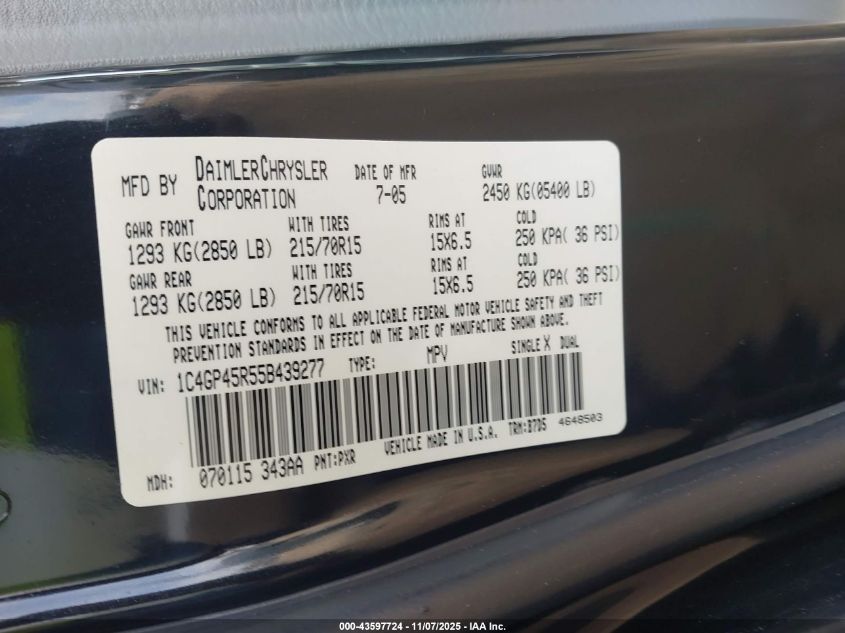 MFD BY DAIMLERCHRYSLER CORPORATION DATE OF MFR 7-05 GVWR 2450 KG(05400 LB)
GAWR FRONT WITH TIRES RIMS AT COLD
1293 KG(2850 LB) 215/70R15 15X6.5 250 KPA( 36 PSI)
GAWR REAR WITH TIRES RIMS AT COLD
1293 KG(2850 LB) 215/70R15 15X6.5 250 KPA( 36 PSI)
THIS VEHICLE CONFORMS TO ALL APPLICABLE FEDERAL MOTOR VEHICLE SAFETY AND THEFT
PREVENTION STANDARDS IN EFFECT ON THE DATE OF MANUFACTURE SHOWN ABOVE.
VIN: 1C4GP45R55B439277 TYPE: MPV SINGLE X DUAL
MDH: 070115 343AA PNT:PXR VEHICLE MADE IN U.S.A. TRM:B7D5 4648503
000-43597724 | 11/07/2025 - IAA Inc.